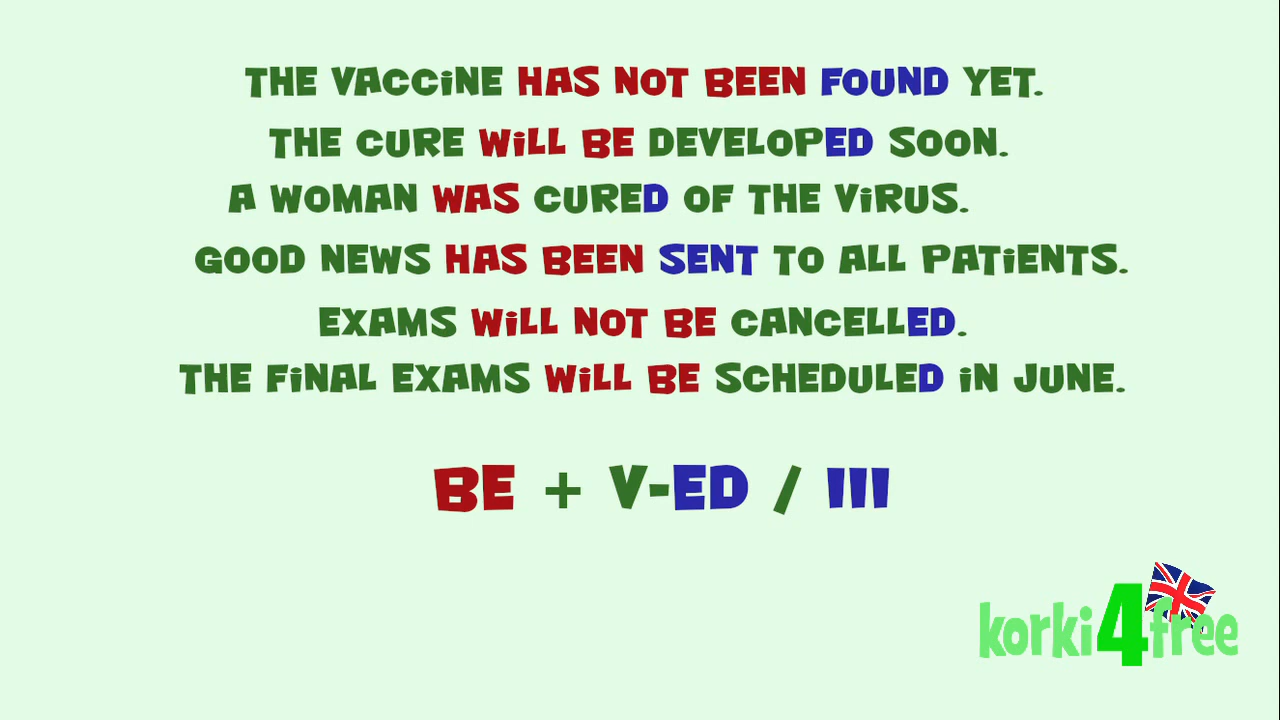 THE VACCINE HAS NOT BEEN FOUND YET.
THE CURE WILL BE DEVELOPED SOON.
A WOMAN WAS CURED OF THE VIRUS.
GOOD NEWS HAS BEEN SENT TO ALL PATIENTS.
EXAMS WILL NOT BE CANCELLED.
THE FINAL EXAMS WILL BE SCHEDULED IN JUNE.
BE + V-ED / III
korki4free